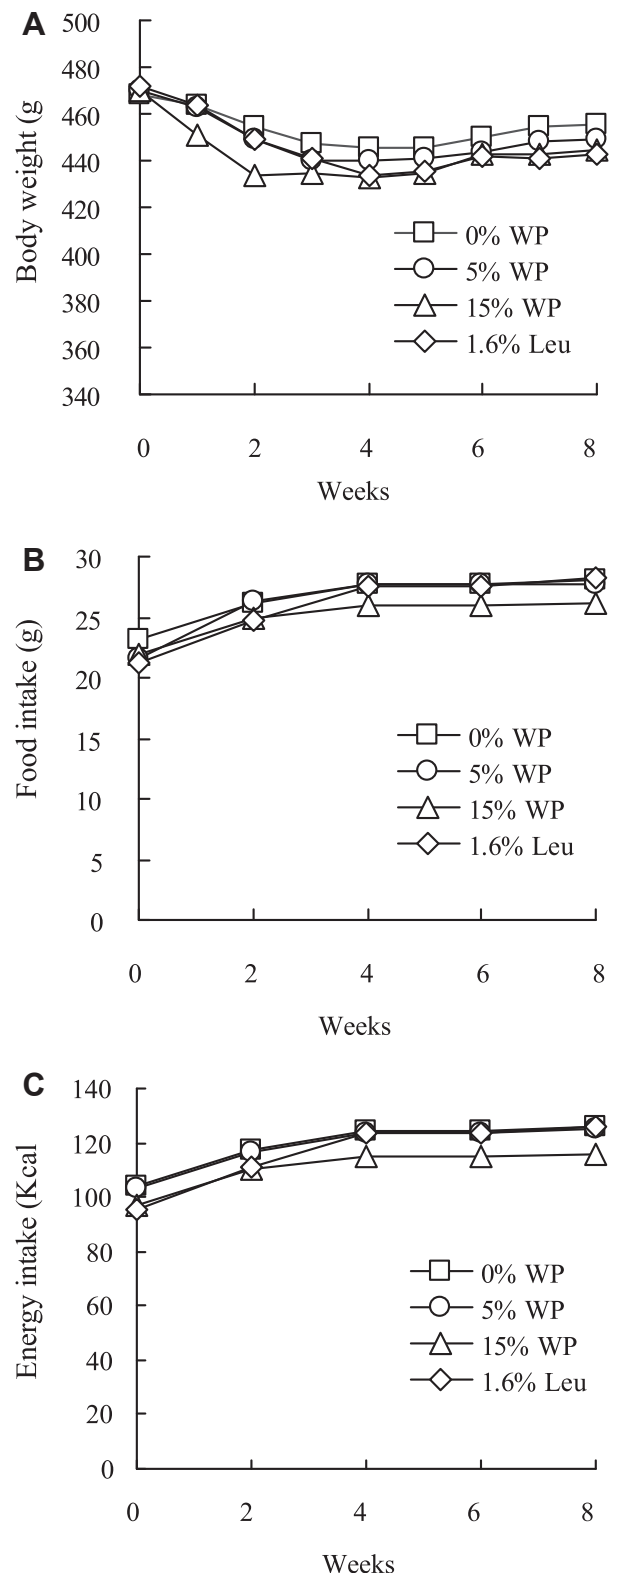 A
Body weight (g
500
480
460
440
420
400
380
360
340
0% WP
5% WP
15% WP
1.6% Leu
0 2 4 6 8
Weeks
B
Food intake (g)
30
25
20
15
10
5
0
0% WP
5% WP
15% WP
1.6% Leu
0 2 4 6 8
Weeks
C
Energy intake (Kcal
140
120
100
80
60
40
20
0
0% WP
5% WP
15% WP
1.6% Leu
0 2 4 6 8
Weeks